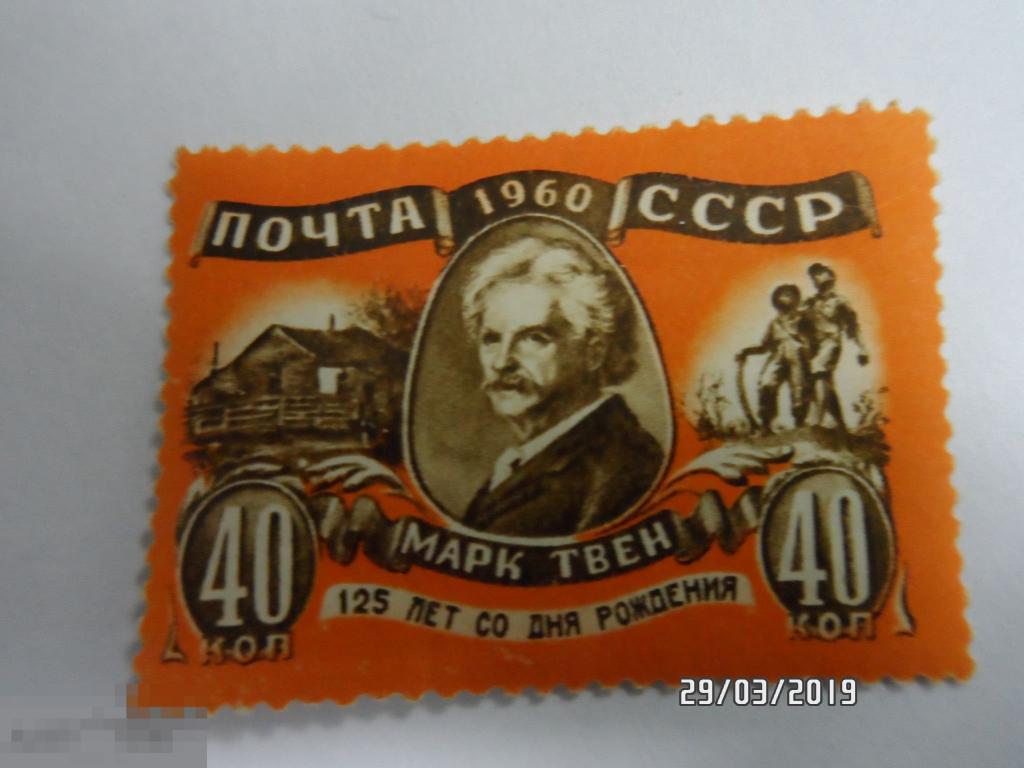 ПОЧТА 1960 СССР
40 КОП
МАРК ТВЕН
40 КОП
125 ЛЕТ СО ДНЯ РОЖДЕНИЯ
29/03/2019